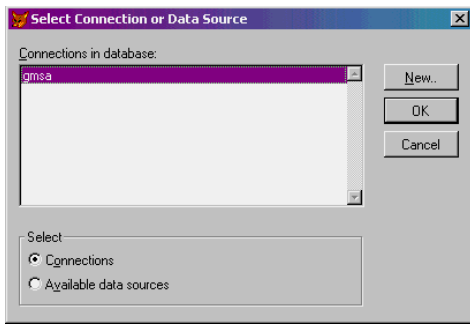 Select Connection or Data Source
Connections in database:
gmsa
New..
OK
Cancel
Select
Connections
Available data sources